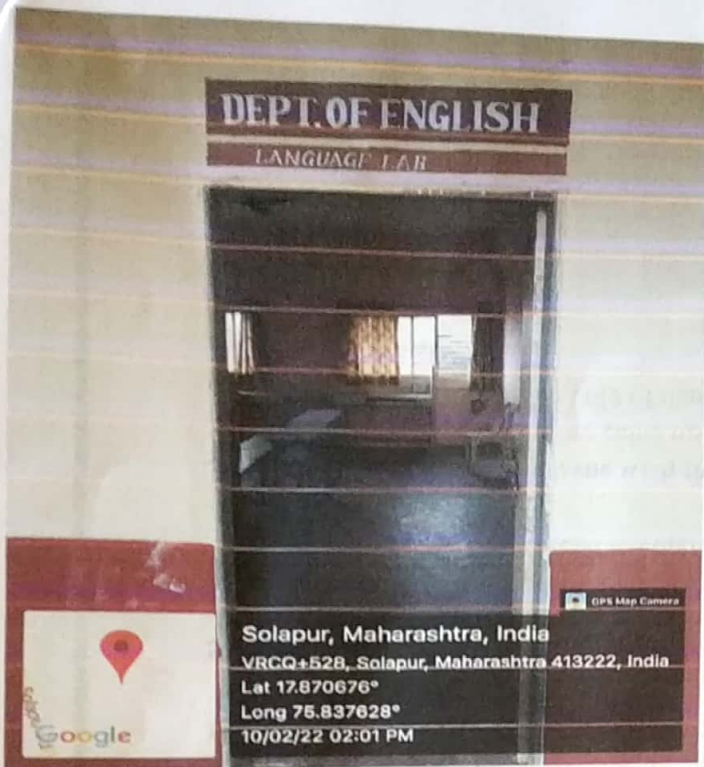 DEPT. OF ENGLISH
LANGUAGE LAB
GPS Map Camera
Solapur, Maharashtra, India
VRCQ+528, Solapur, Maharashtra 413222, India
Lat 17.870676°
Long 75.837628°
10/02/22 02:01 PM
Google